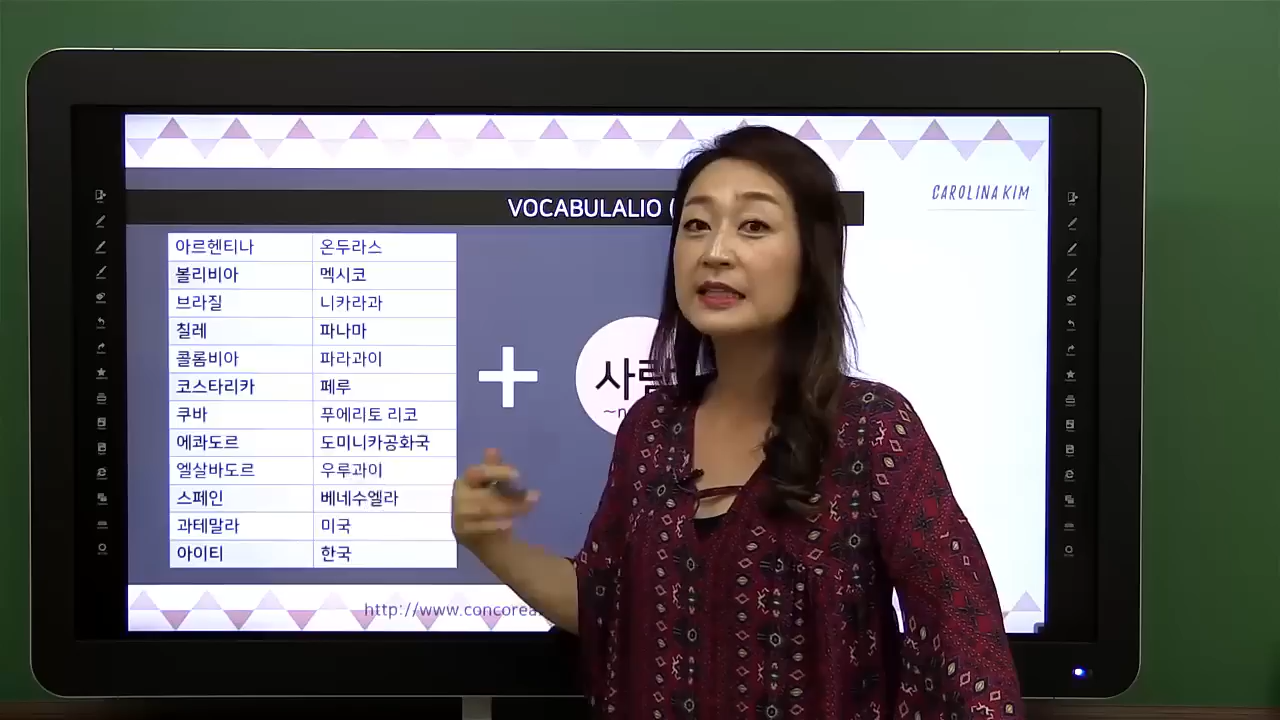 CAROLINA KIM
VOCABULALIO (
아르헨티나 온두라스
볼리비아 멕시코
브라질 니카라과
칠레 파나마
콜롬비아 파라과이
코스타리카 페루
쿠바 푸에리토 리코
에콰도르 도미니카공화국
엘살바도르 우루과이
스페인 베네수엘라
과테말라 미국
아이티 한국
+